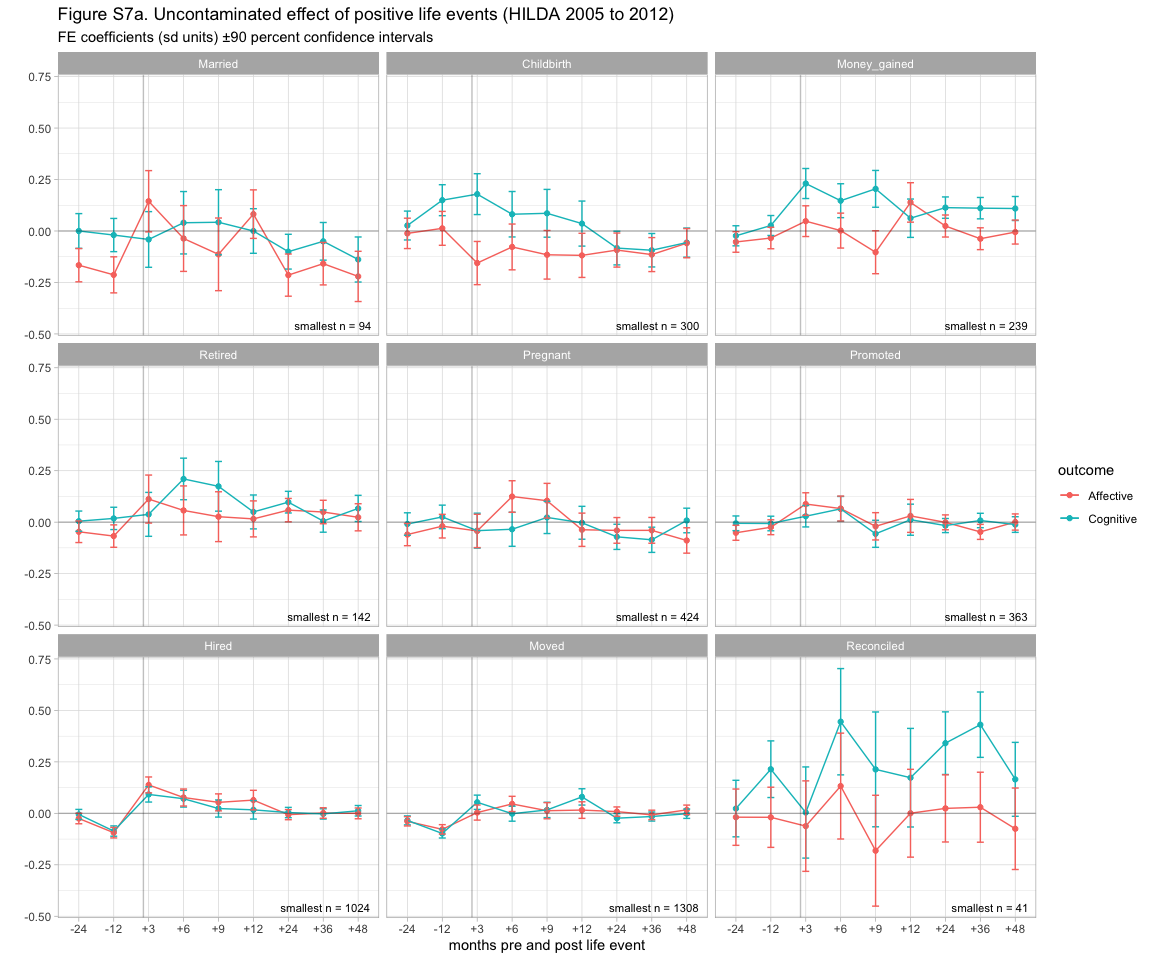 Figure S7a. Uncontaminated effect of positive life events (HILDA 2005 to 2012)
FE coefficients (sd units) ±90 percent confidence intervals
Married
Childbirth
Money_gained
0.75
0.50
0.25
0.00
-0.25
-0.50
smallest n = 94
smallest n = 300
smallest n = 239
Retired
Pregnant
Promoted
0.75
0.50
0.25
0.00
-0.25
-0.50
smallest n = 142
smallest n = 424
smallest n = 363
outcome
Affective
Cognitive
Hired
Moved
Reconciled
0.75
0.50
0.25
0.00
-0.25
-0.50
smallest n = 1024
smallest n = 1308
smallest n = 41
-24 -12 +3 +6 +9 +12 +24 +36 +48
-24 -12 +3 +6 +9 +12 +24 +36 +48
-24 -12 +3 +6 +9 +12 +24 +36 +48
months pre and post life event